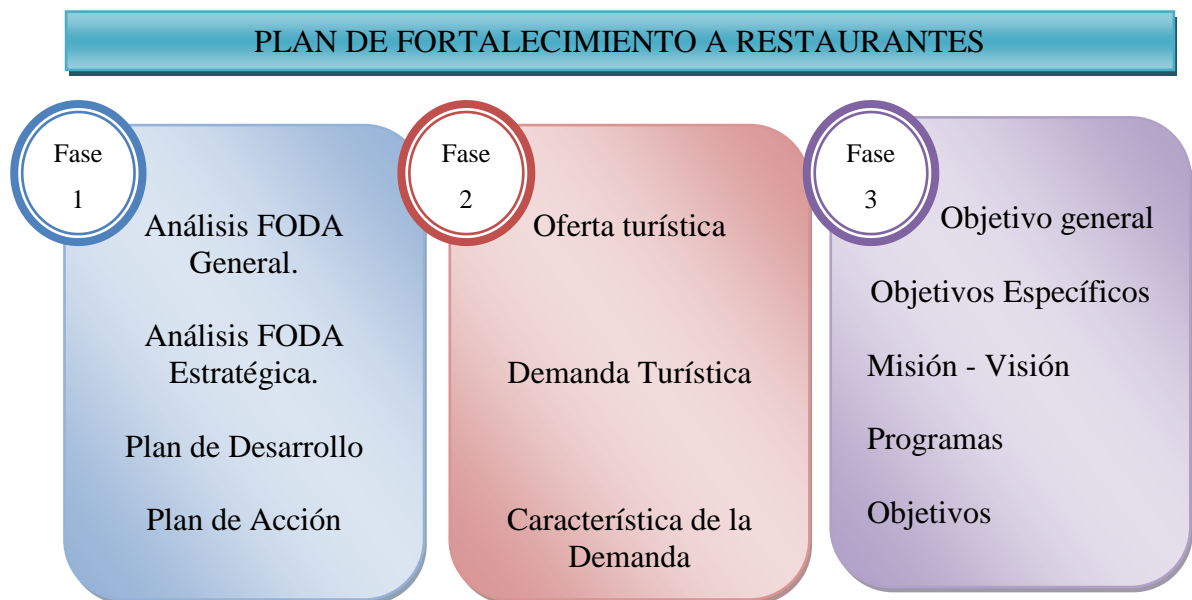 PLAN DE FORTALECIMIENTO A RESTAURANTES
Fase
1
Análisis FODA
General.
Análisis FODA
Estratégica.
Plan de Desarrollo
Plan de Acción
Fase
2
Oferta turística
Demanda Turística
Característica de la
Demanda
Fase
3
Objetivo general
Objetivos Específicos
Misión - Visión
Programas
Objetivos